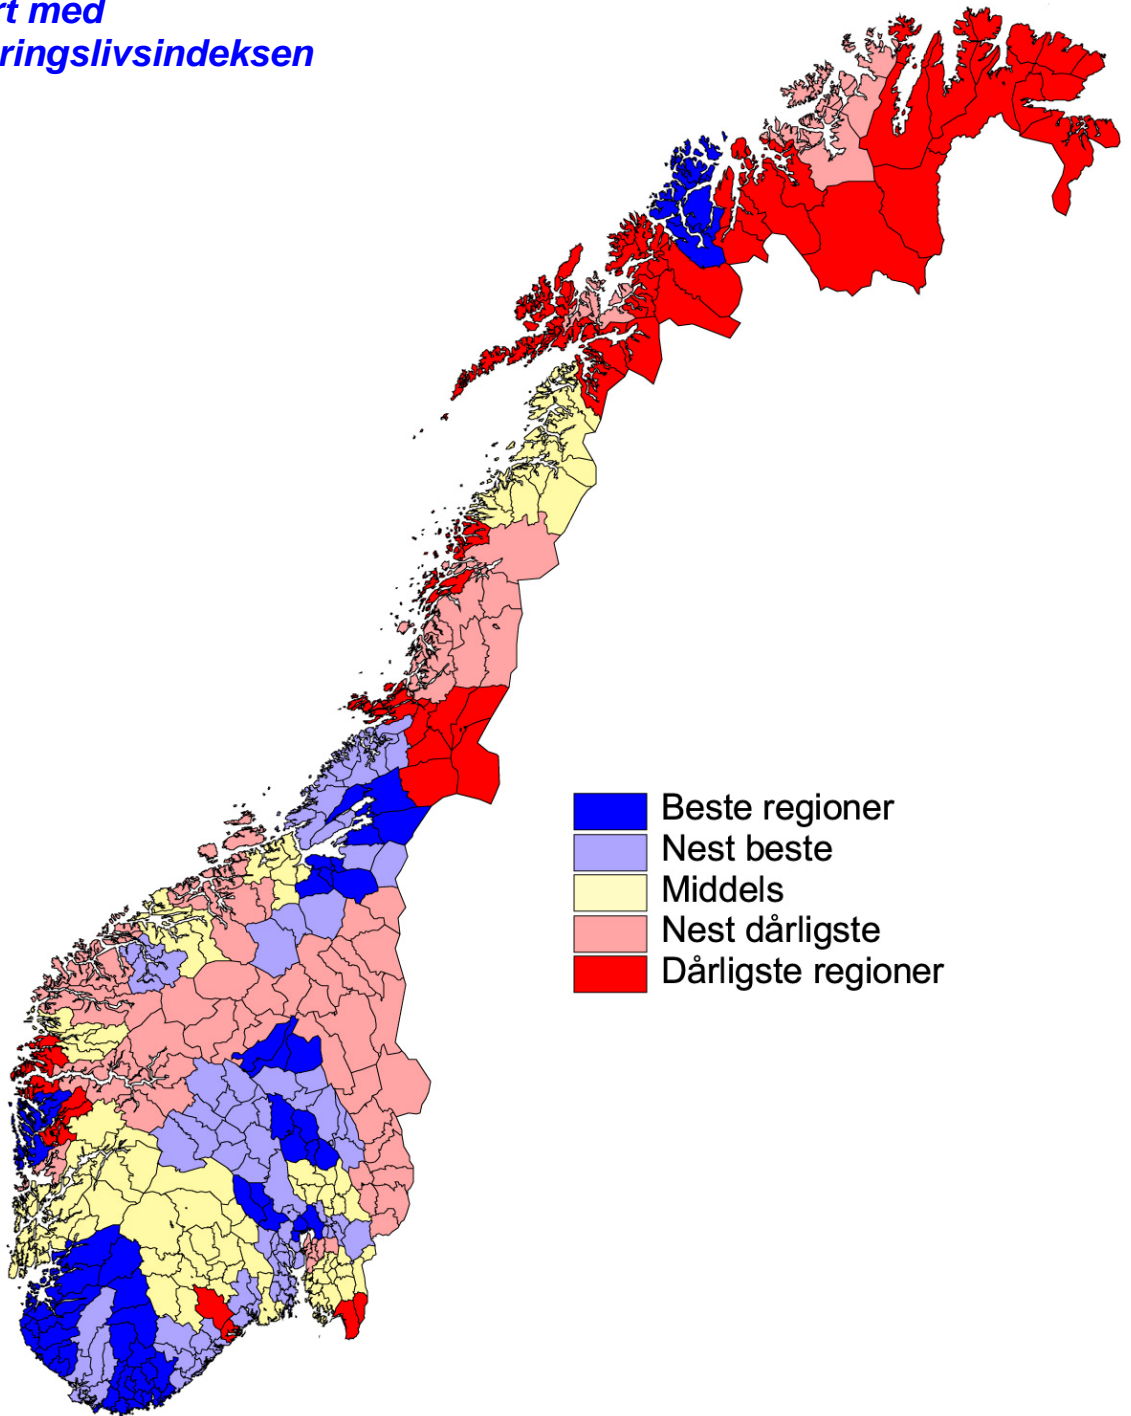 rt med
ringslivsindeksen
Beste regioner
Nest beste
Middels
Nest dårligste
Dårligste regioner